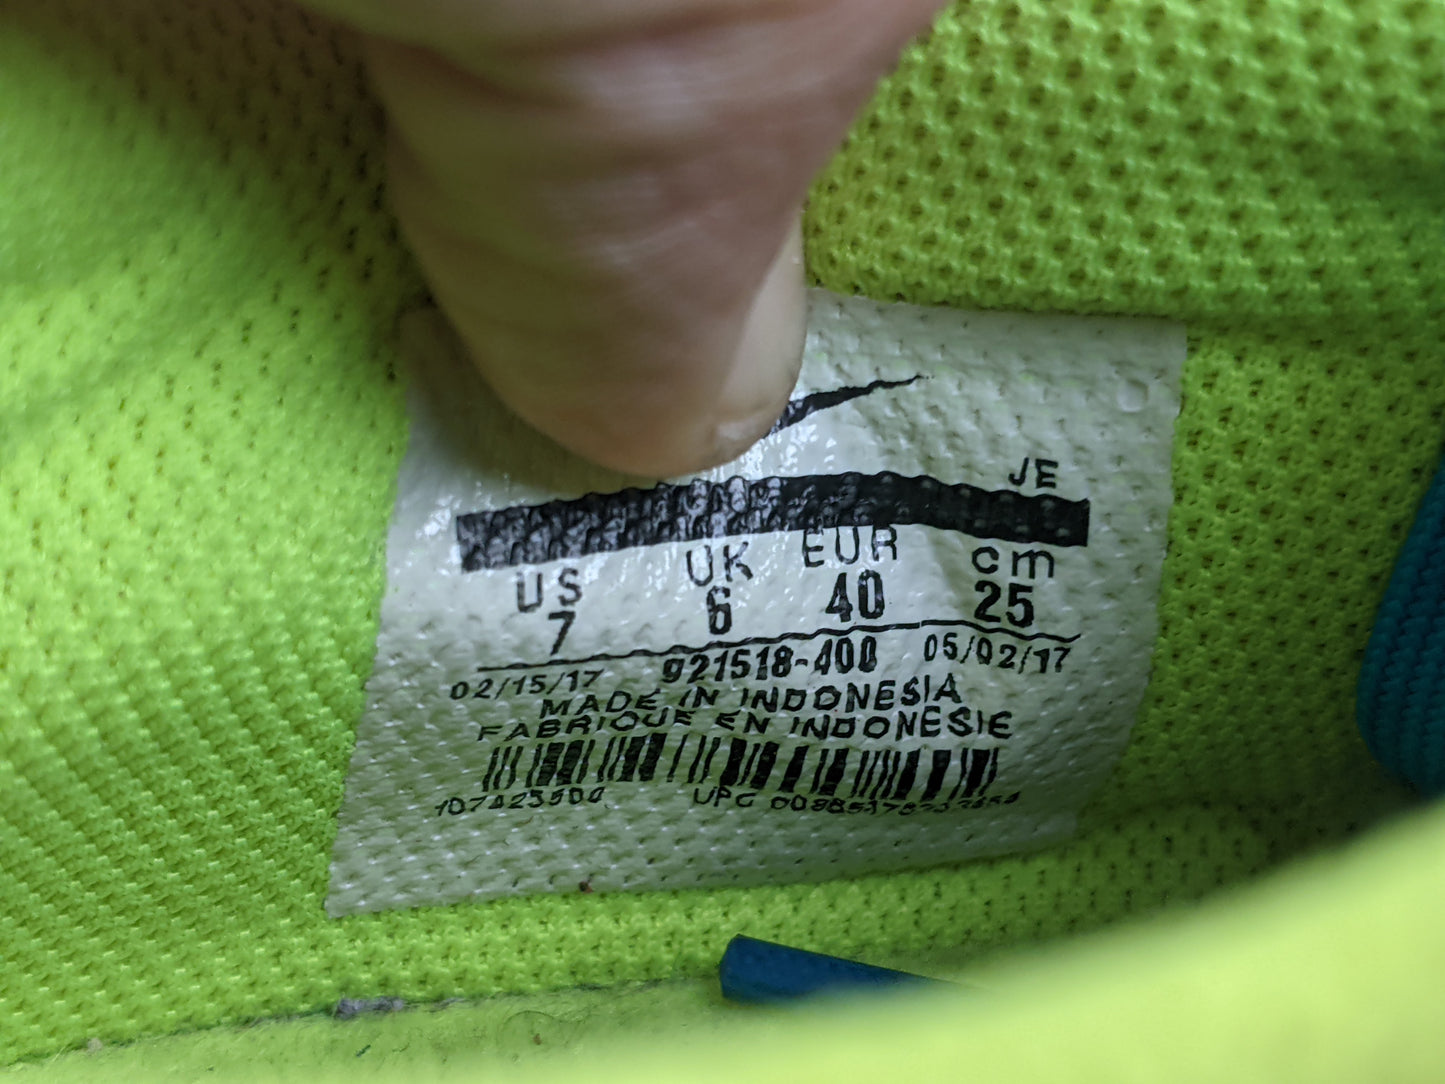 JE
US UK EUR cm
7 6 40 25
02/15/17 921518-400 05/02/17
MADE IN INDONESIA
FABRIQUE EN INDONESIE
UPC